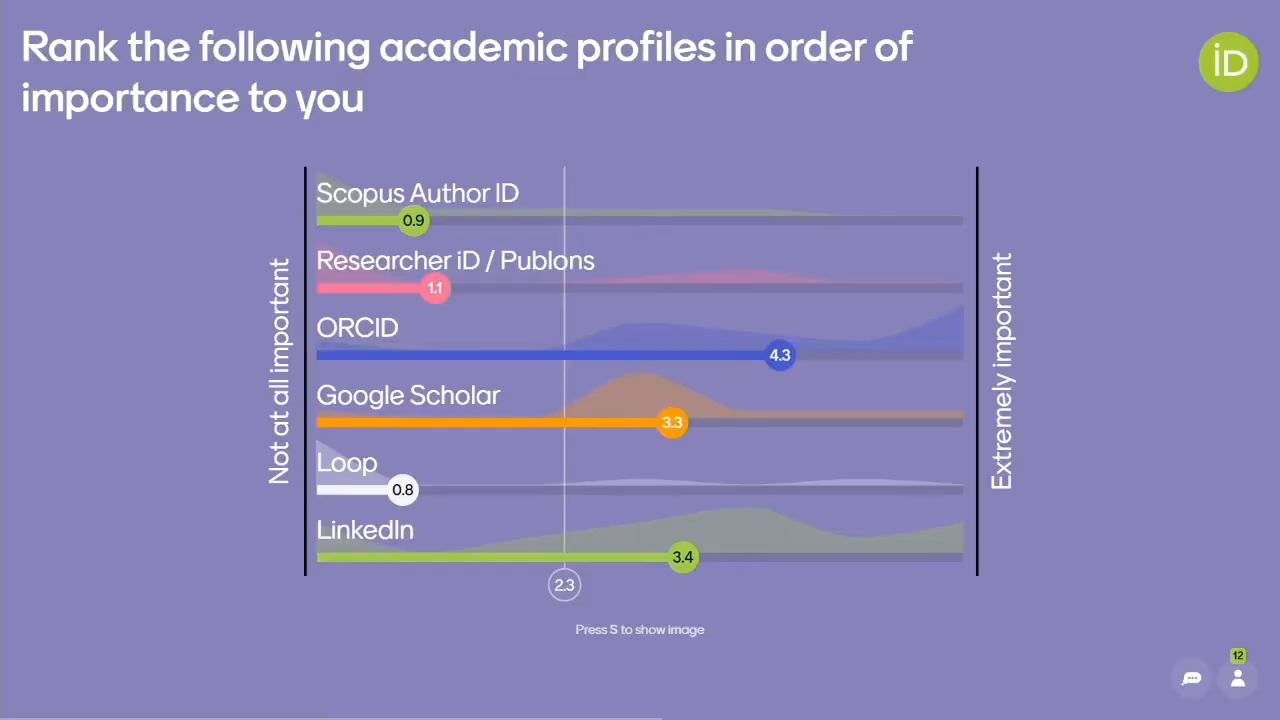 Rank the following academic profiles in order of
importance to you
iD
Not at all important
Scopus Author ID
0.9
Researcher iD / Publons
1.1
ORCID
4.3
Google Scholar
3.3
Loop
0.8
LinkedIn
3.4
2.3
Extremely important
Press S to show image
12